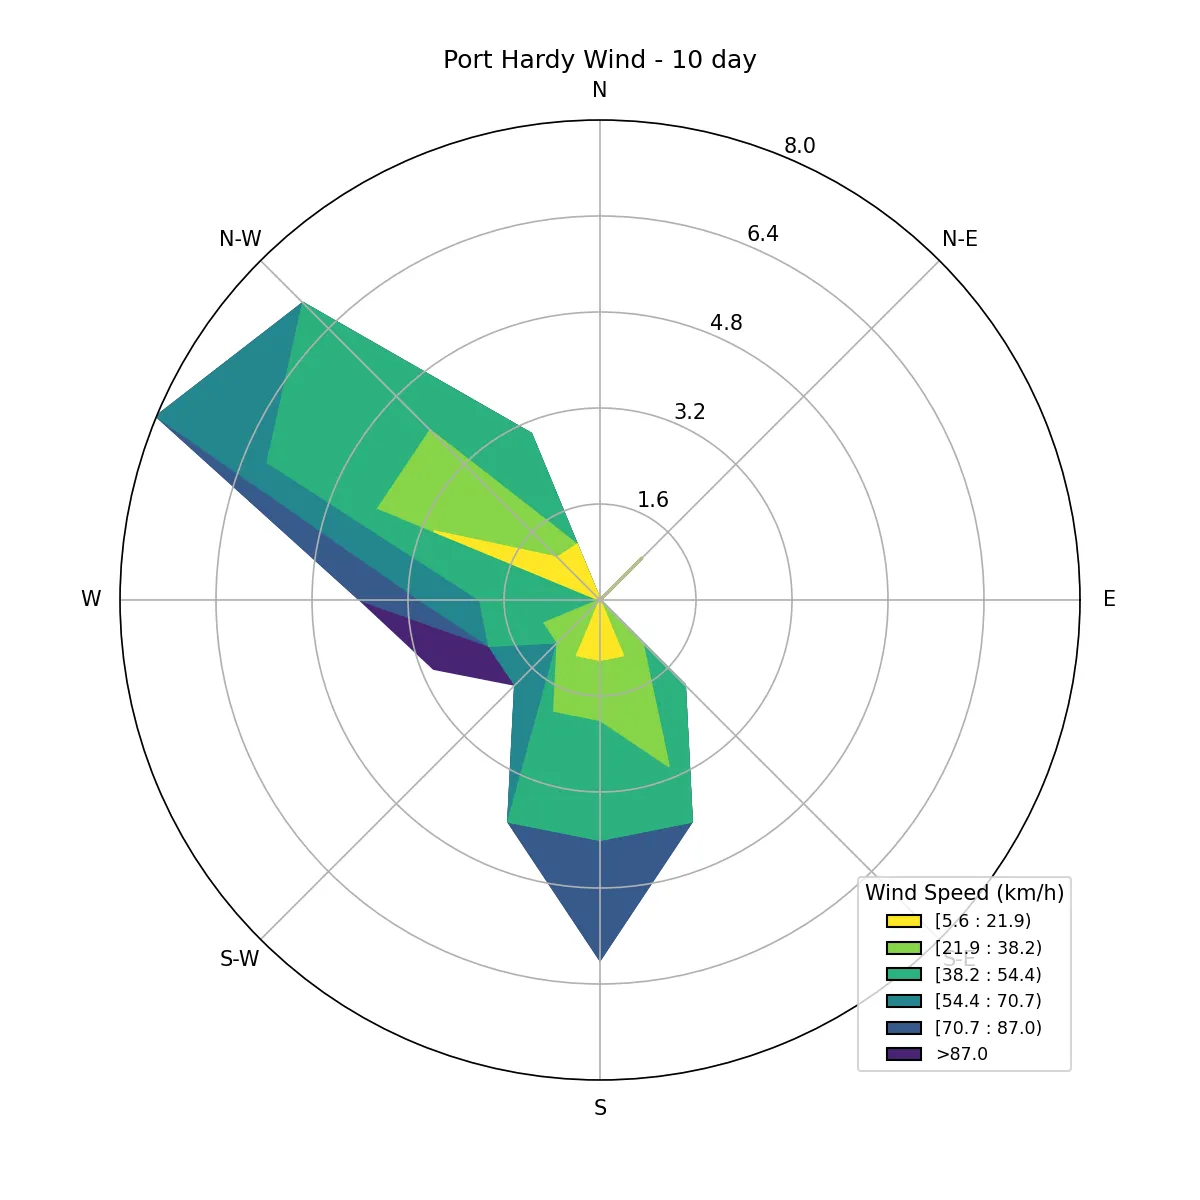 Port Hardy Wind - 10 day
N
8.0
N-W
6.4
N-E
4.8
3.2
1.6
W
E
S-W
S-E
S
Wind Speed (km/h)
[5.6 : 21.9)
[21.9 : 38.2)
[38.2 : 54.4)
[54.4 : 70.7)
[70.7 : 87.0)
>87.0